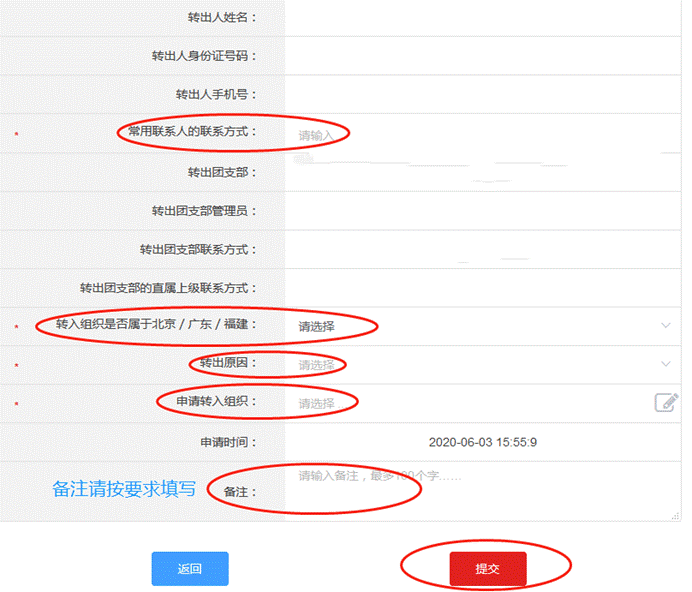 转出人姓名：
转出人身份证号码：
转出人手机号：
* 常用联系人的联系方式： 请输入
转出团支部：
转出团支部管理员：
转出团支部联系方式：
转出团支部的直属上级联系方式：
* 转入组织是否属于北京 / 广东 / 福建： 请选择
* 转出原因： 请选择
* 申请转入组织： 请选择
申请时间： 2020-06-03 15:55:9
备注请按要求填写 备注： 请输入备注，最多100个字……
返回 提交